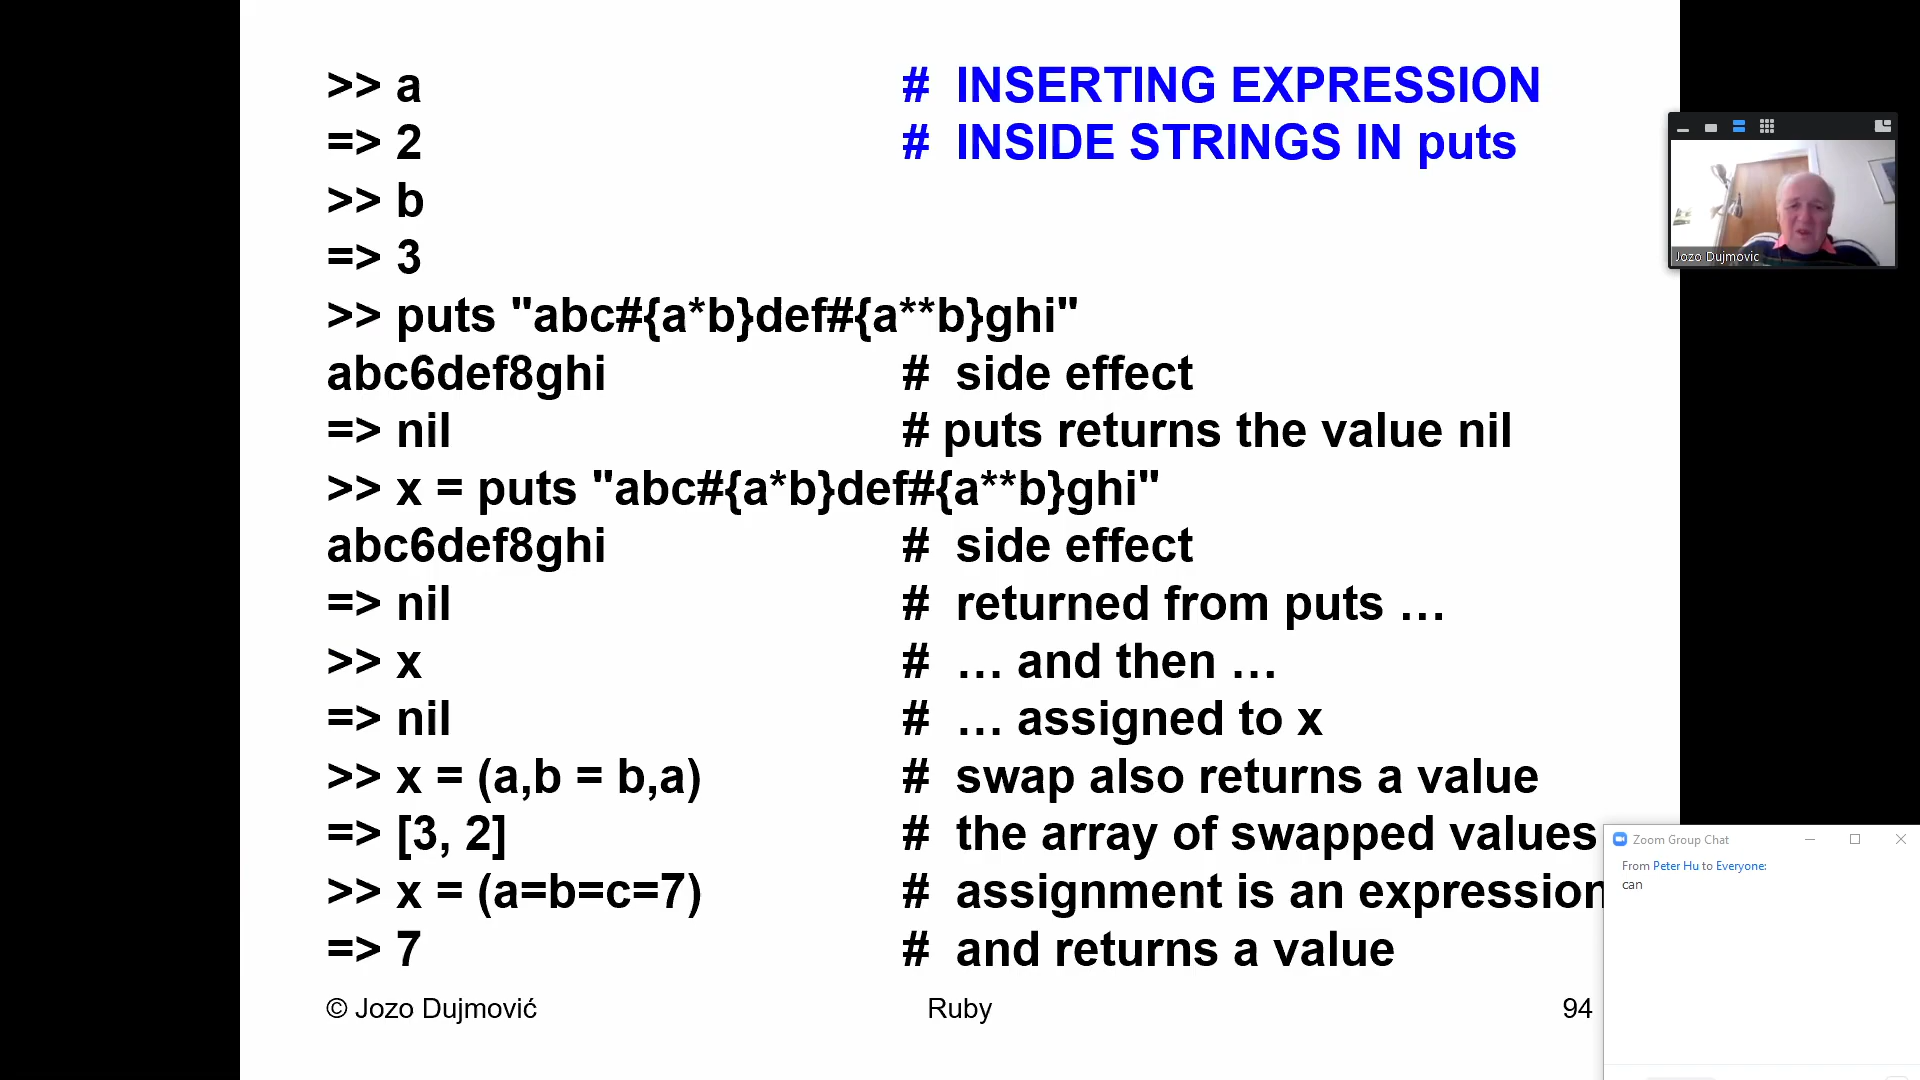 >> a # INSERTING EXPRESSION
=> 2 # INSIDE STRINGS IN puts
>> b
=> 3
>> puts "abc#{a*b}def#{a**b}ghi"
abc6def8ghi # side effect
=> nil # puts returns the value nil
>> x = puts "abc#{a*b}def#{a**b}ghi"
abc6def8ghi # side effect
=> nil # returned from puts …
>> x # … and then …
=> nil # … assigned to x
>> x = (a,b = b,a) # swap also returns a value
=> [3, 2] # the array of swapped values
>> x = (a=b=c=7) # assignment is an expression
=> 7 # and returns a value
© Jozo Dujmović Ruby 94
Jozo Dujmovic
Zoom Group Chat
From Peter Hu to Everyone:
can